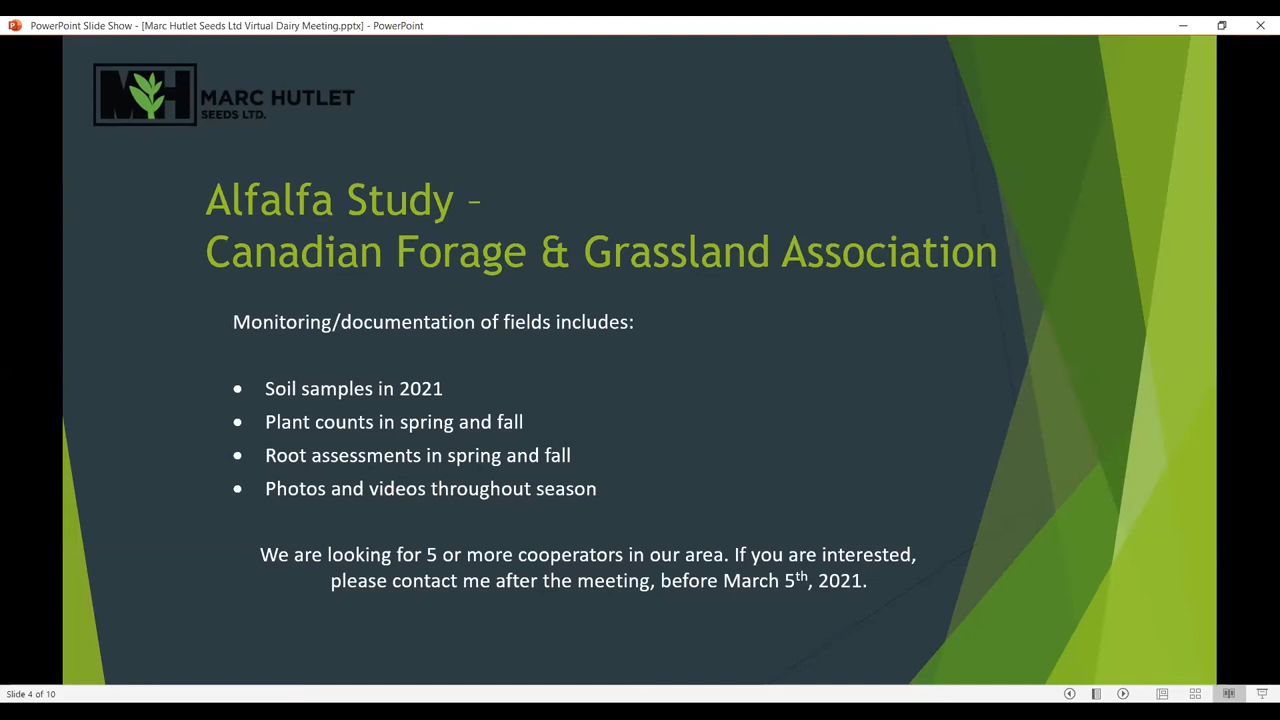 PowerPoint Slide Show - [Marc Hutlet Seeds Ltd Virtual Dairy Meeting.pptx] - PowerPoint
MH
MARC HUTLET
SEEDS LTD.
Alfalfa Study –
Canadian Forage & Grassland Association
Monitoring/documentation of fields includes:
• Soil samples in 2021
• Plant counts in spring and fall
• Root assessments in spring and fall
• Photos and videos throughout season
We are looking for 5 or more cooperators in our area. If you are interested,
please contact me after the meeting, before March 5th, 2021.
Slide 4 of 10